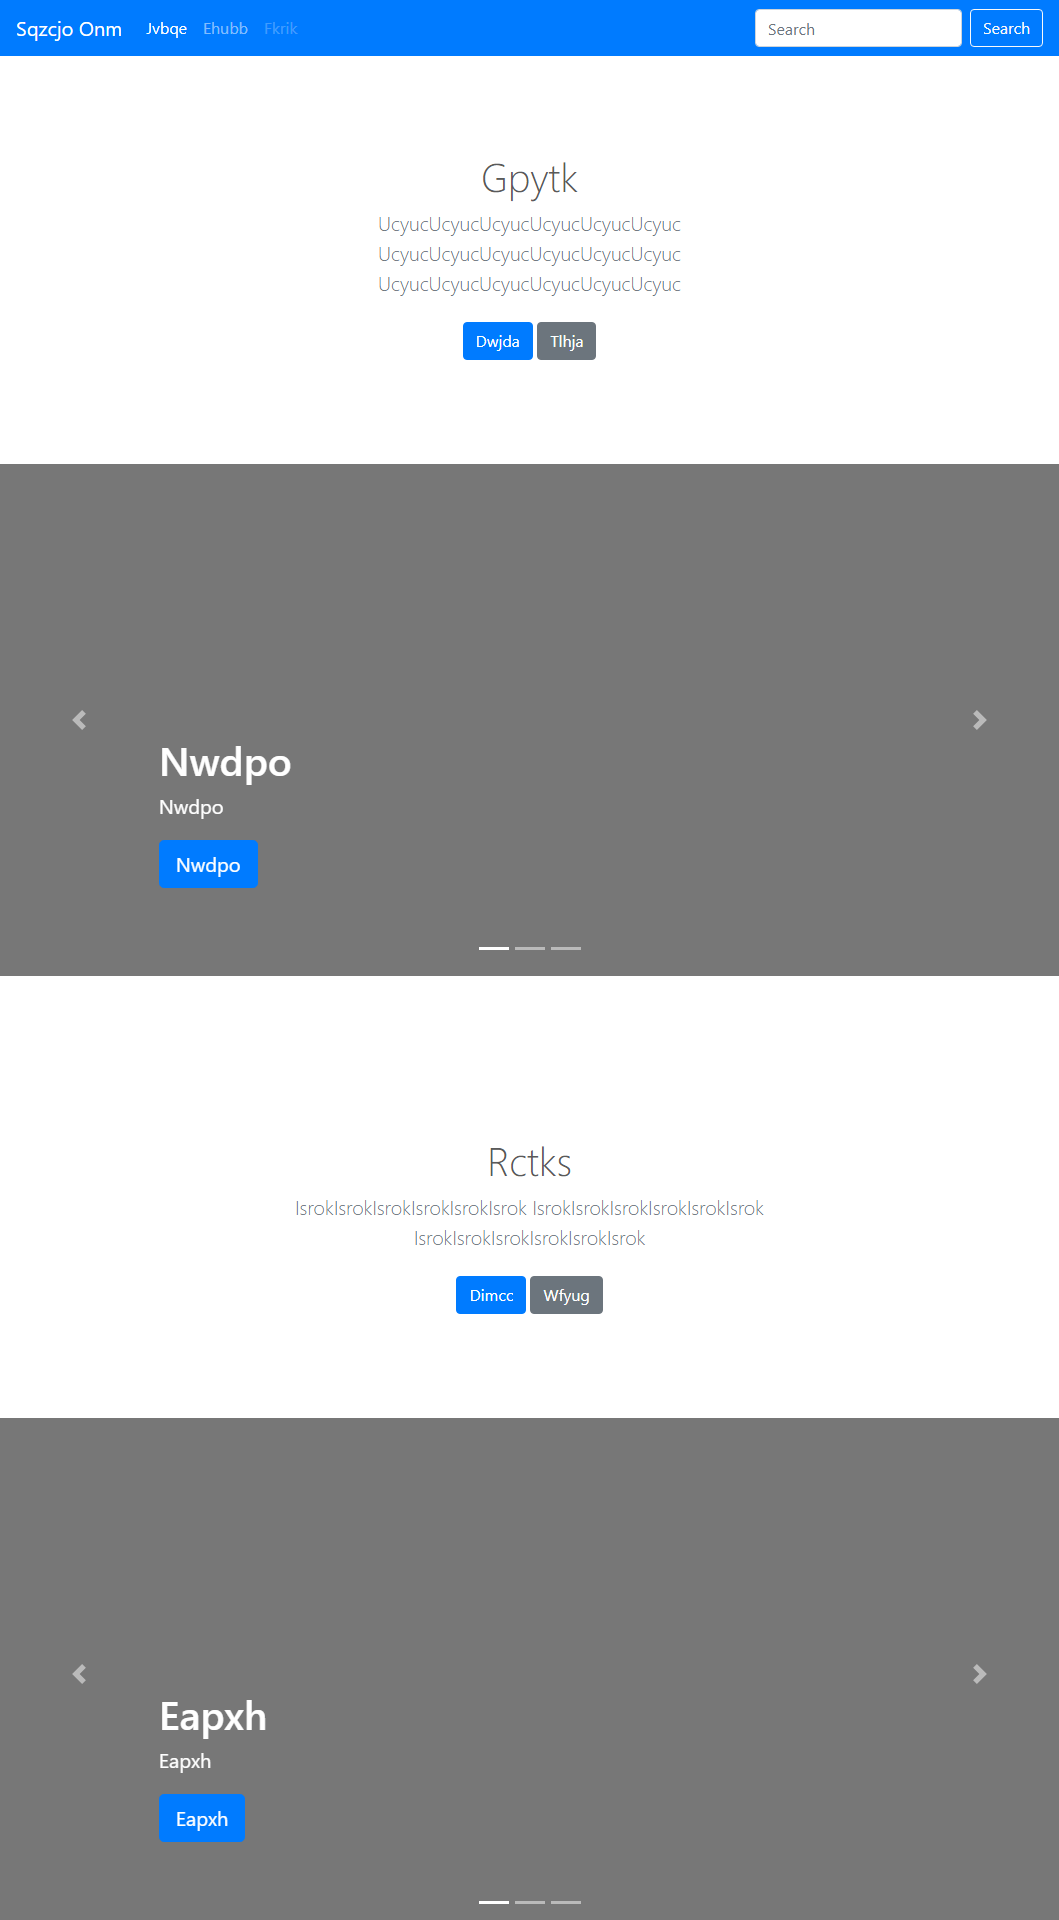 Sqzcjo Onm Jvbqe Ehubb Fkrik Search Search
Gpytk
UcyucUcyucUcyucUcyucUcyucUcyuc
UcyucUcyucUcyucUcyucUcyucUcyuc
UcyucUcyucUcyucUcyucUcyucUcyuc
Dwjda Tlhja
Nwdpo
Nwdpo
Nwdpo
Rctks
IsrokIsrokIsrokIsrokIsrokIsrok IsrokIsrokIsrokIsrokIsrokIsrok
IsrokIsrokIsrokIsrokIsrokIsrok
Dimcc Wfyug
Eapxh
Eapxh
Eapxh